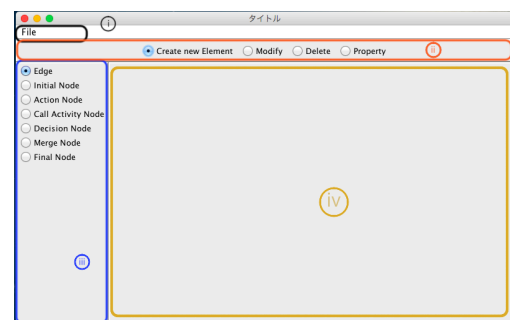 タイトル
File
i
Create new Element Modify Delete Property
ii
Edge
Initial Node
Action Node
Call Activity Node
Decision Node
Merge Node
Final Node
iii
iv